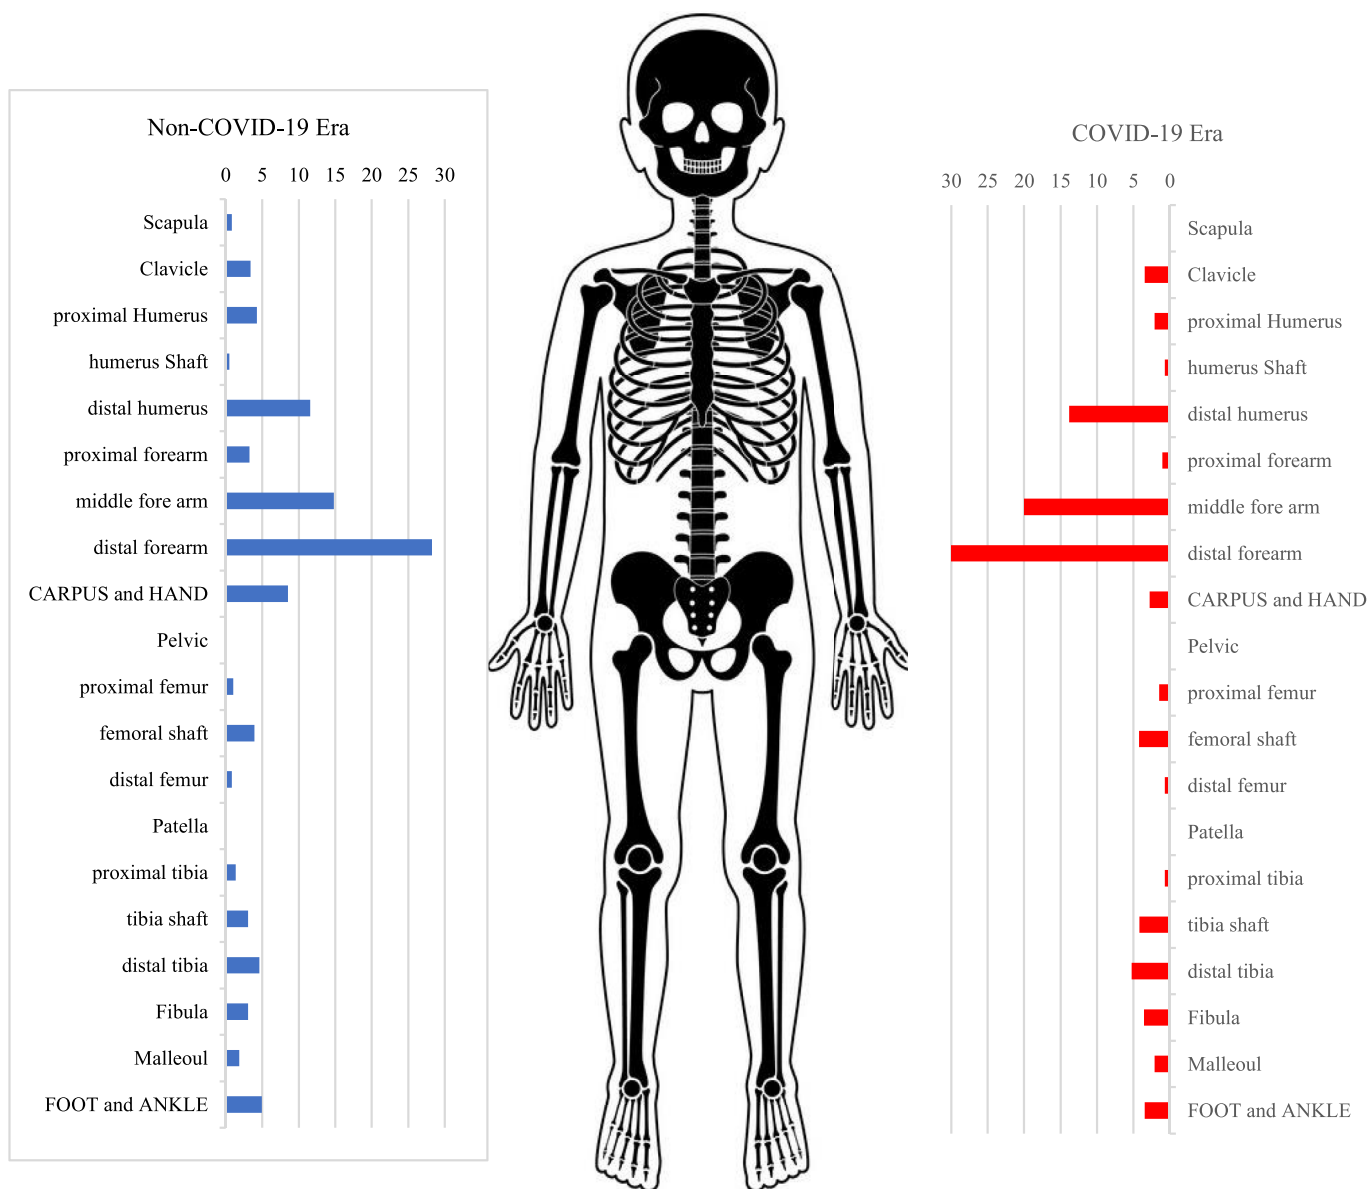 Non-COVID-19 Era
0 5 10 15 20 25 30
Scapula
Clavicle
proximal Humerus
humerus Shaft
distal humerus
proximal forearm
middle fore arm
distal forearm
CARPUS and HAND
Pelvic
proximal femur
femoral shaft
distal femur
Patella
proximal tibia
tibia shaft
distal tibia
Fibula
Malleoul
FOOT and ANKLE
COVID-19 Era
30 25 20 15 10 5 0
Scapula
Clavicle
proximal Humerus
humerus Shaft
distal humerus
proximal forearm
middle fore arm
distal forearm
CARPUS and HAND
Pelvic
proximal femur
femoral shaft
distal femur
Patella
proximal tibia
tibia shaft
distal tibia
Fibula
Malleoul
FOOT and ANKLE